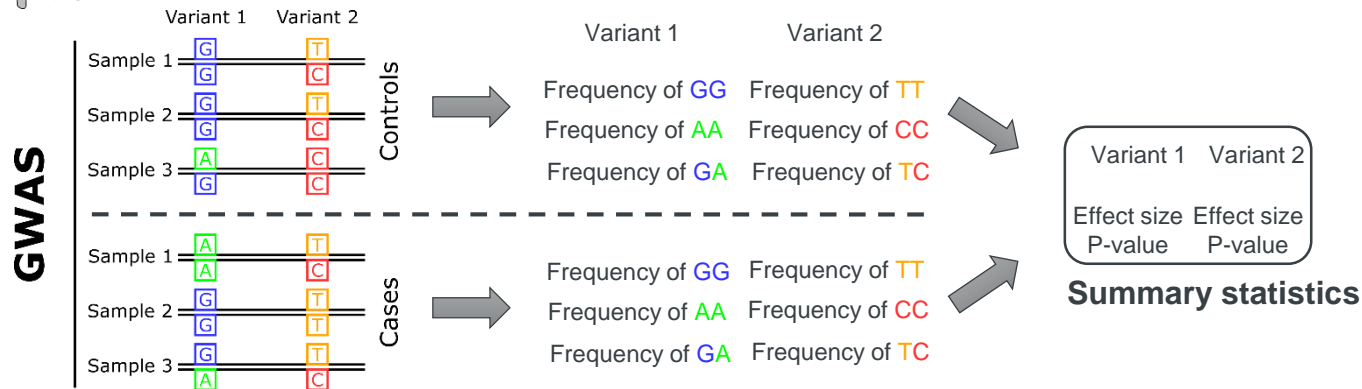 GWAS
Variant 1 Variant 2
Sample 1
G T
G C
Sample 2
G T
G C
Sample 3
A C
G C
Controls
Sample 1
A T
A C
Sample 2
G T
G T
Sample 3
G T
A C
Cases
Variant 1 Variant 2
Frequency of GG Frequency of TT
Frequency of AA Frequency of CC
Frequency of GA Frequency of TC
Frequency of GG Frequency of TT
Frequency of AA Frequency of CC
Frequency of GA Frequency of TC
Variant 1 Variant 2
Effect size Effect size
P-value P-value
Summary statistics